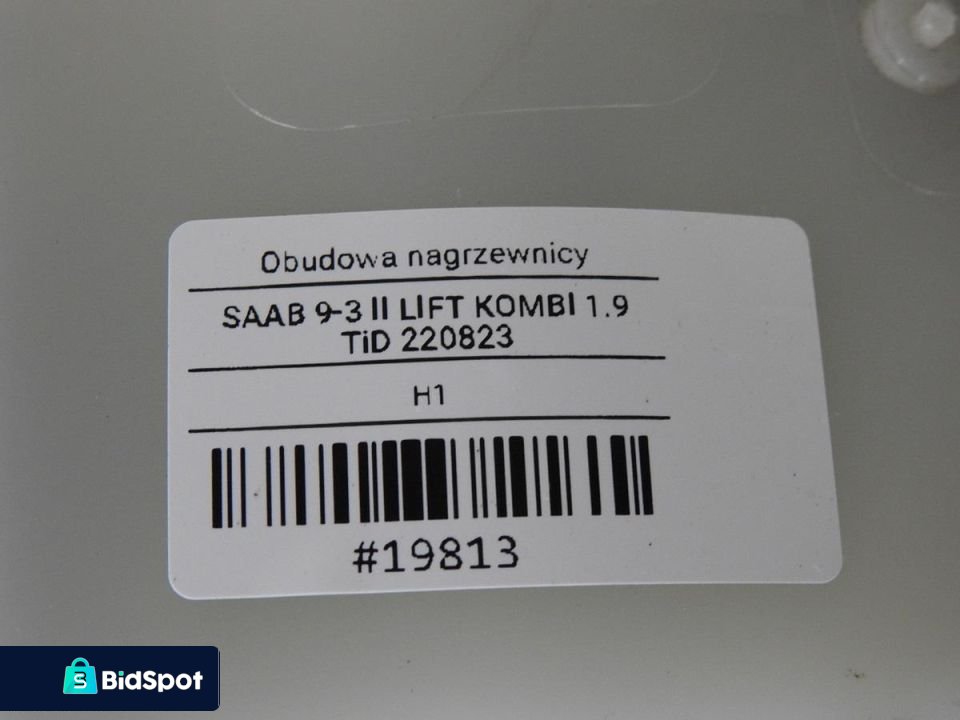 Obudowa nagrzewnicy
SAAB 9-3 II LIFT KOMBI 1.9
TiD 220823
H1
#19813
BidSpot